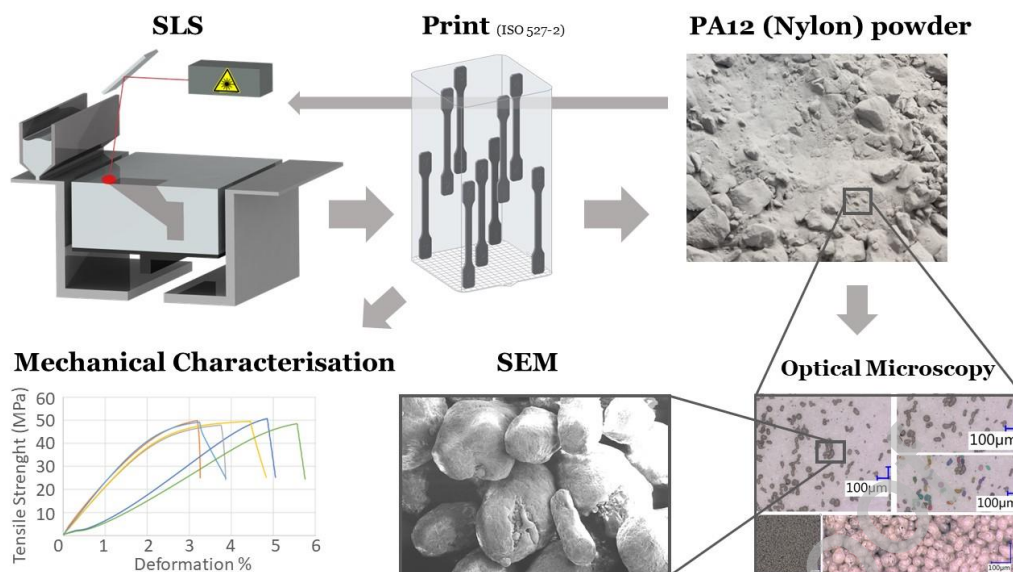 SLS
Print (ISO 527-2)
PA12 (Nylon) powder
Mechanical Characterisation
SEM
Optical Microscopy
Tensile Strenght (MPa)
60
50
40
30
20
10
0
1
2
3
4
5
6
Deformation %
100µm
100µm
100µm
100µm